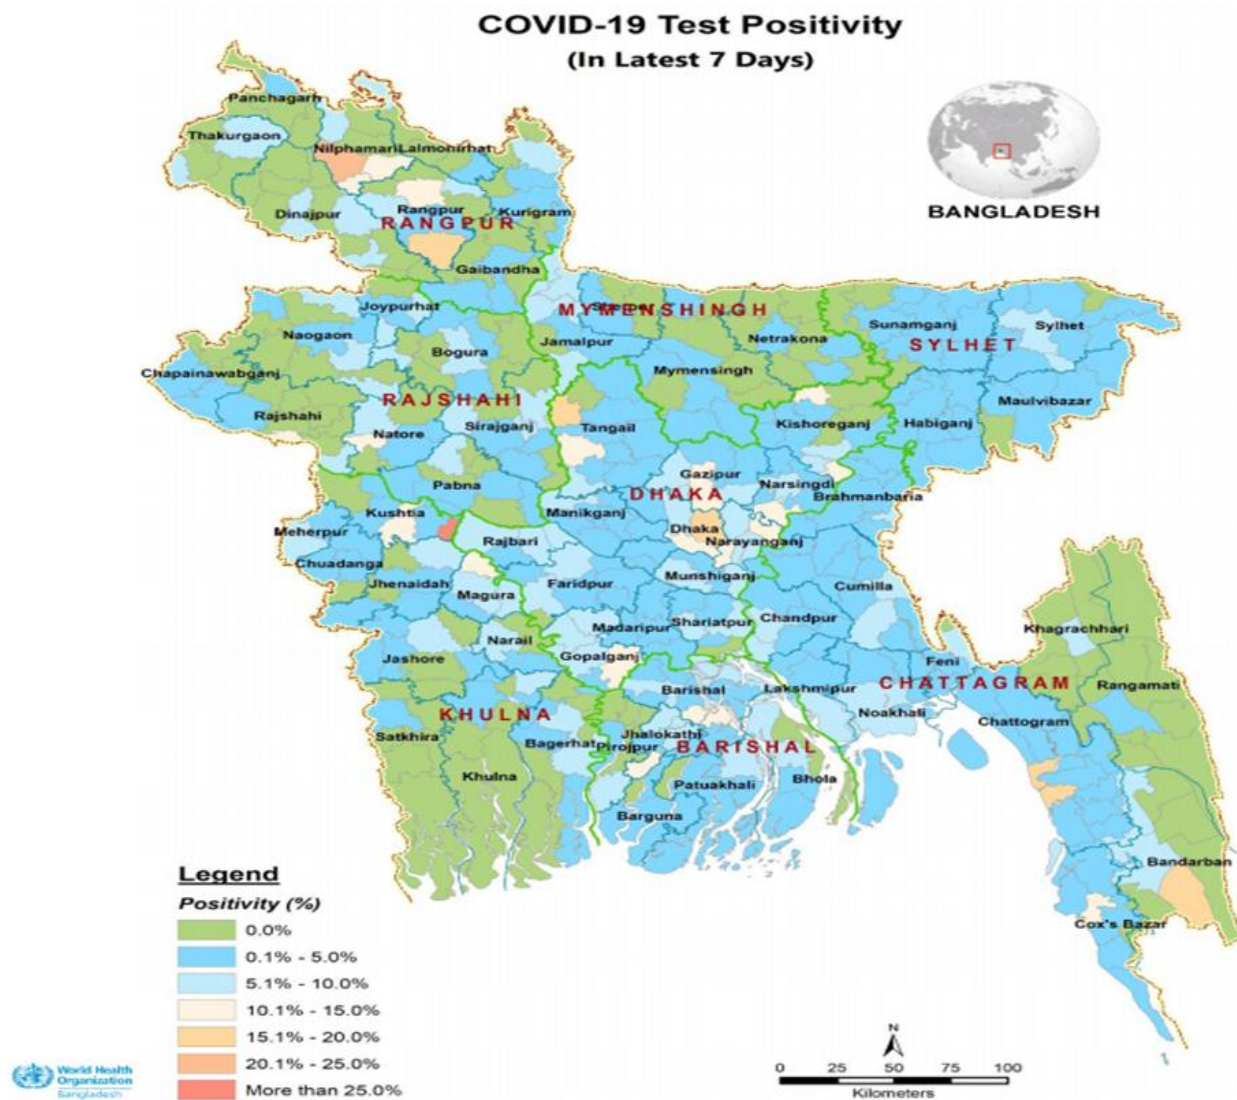 COVID-19 Test Positivity
(In Latest 7 Days)
BANGLADESH
Panchagarh
Thakurgaon
Nilphamari
Lalmonirhat
Dinajpur
Rangpur
Kurigram
RANGPUR
Gaibandha
Joypurhat
MYMENSHINGH
Naogaon
Bogura
Jamalpur
Netrakona
Sunamganj
Sylhet
SYLHET
Chapainawabganj
Mymensingh
RAJSHAHI
Maulvibazar
Rajshahi
Natore
Sirajganj
Tangail
Kishoreganj
Habiganj
Gazipur
Pabna
DHAKA
Narsingdi
Brahmanbaria
Kushtia
Manikganj
Meherpur
Rajbari
Dhaka
Narayanganj
Chuadanga
Jhenaidah
Faridpur
Munshiganj
Cumilla
Magura
Madaripur
Shariatpur
Chandpur
Khagrachhari
Narail
Jashore
Gopalganj
Feni
Barishal
Lakshmipur
CHATTAGRAM
Rangamati
KHULNA
Noakhali
Chattogram
Satkhira
Bagerhat
Jhalokathi
Pirojpur
BARISHAL
Khulna
Patuakhali
Bhola
Barguna
Bandarban
Cox's Bazar
Legend
Positivity (%)
0.0%
0.1% - 5.0%
5.1% - 10.0%
10.1% - 15.0%
15.1% - 20.0%
20.1% - 25.0%
More than 25.0%
N
0 25 50 75 100
Kilometers
World Health
Organization
Bangladesh